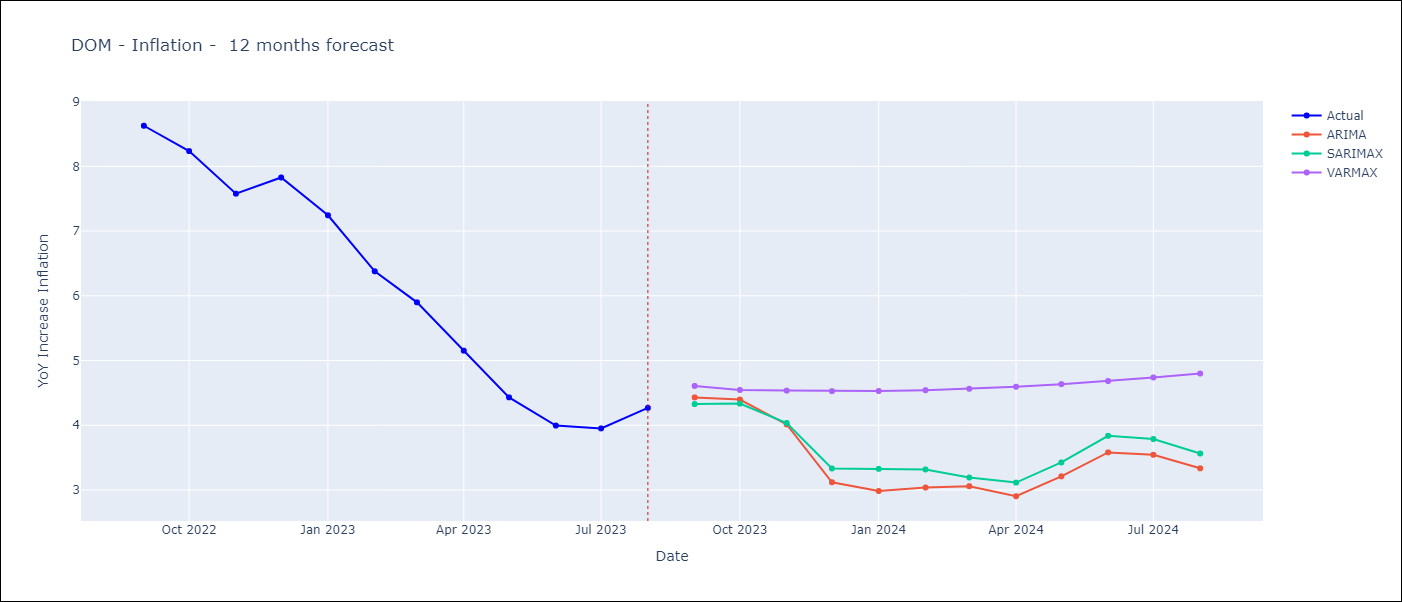 DOM - Inflation -  12 months forecast
YoY Increase Inflation
9
8
7
6
5
4
3
Oct 2022
Jan 2023
Apr 2023
Jul 2023
Oct 2023
Jan 2024
Apr 2024
Jul 2024
Date
Actual
ARIMA
SARIMAX
VARMAX